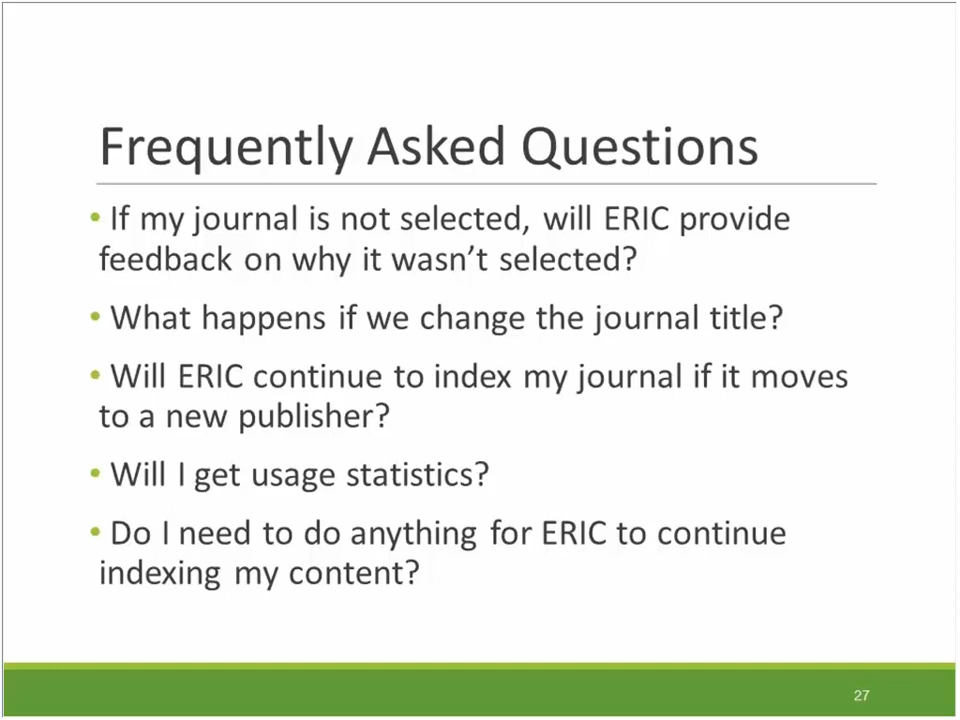 Frequently Asked Questions
• If my journal is not selected, will ERIC provide
feedback on why it wasn’t selected?
• What happens if we change the journal title?
• Will ERIC continue to index my journal if it moves
to a new publisher?
• Will I get usage statistics?
• Do I need to do anything for ERIC to continue
indexing my content?
27